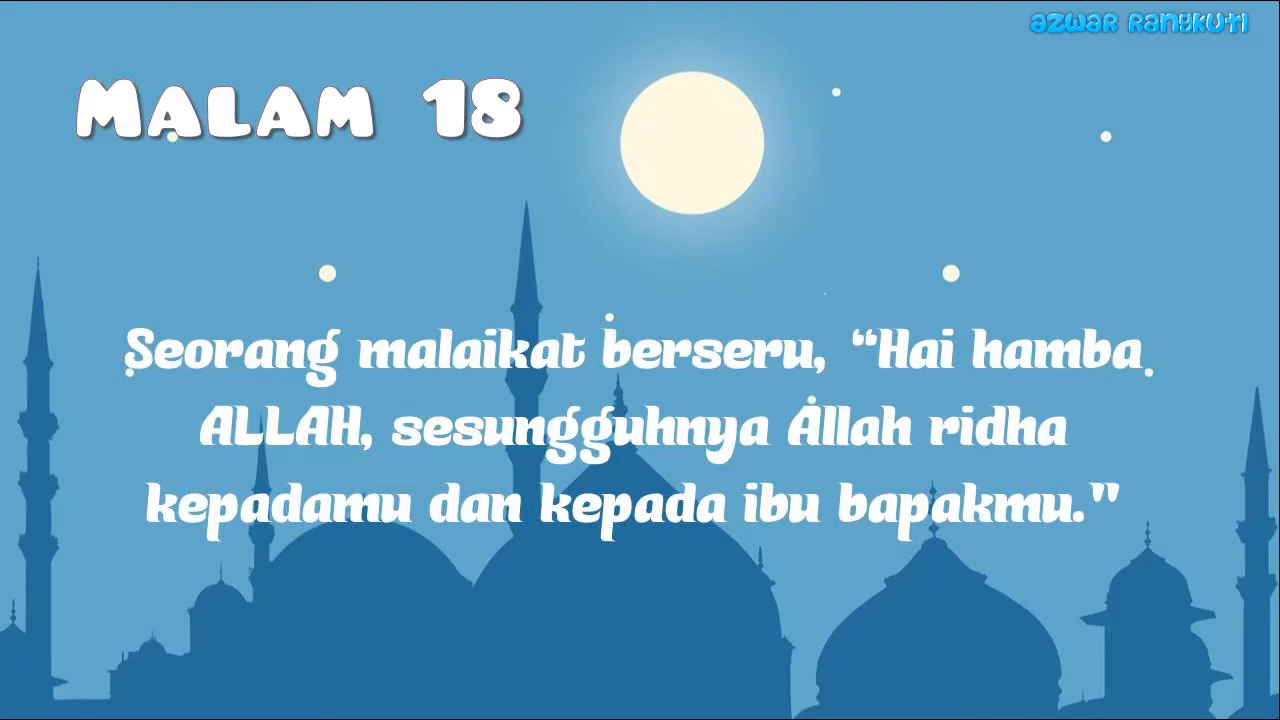 azwar rangkuti
Malam 18
Seorang malaikat berseru, “Hai hamba
ALLAH, sesungguhnya Allah ridha
kepadamu dan kepada ibu bapakmu."